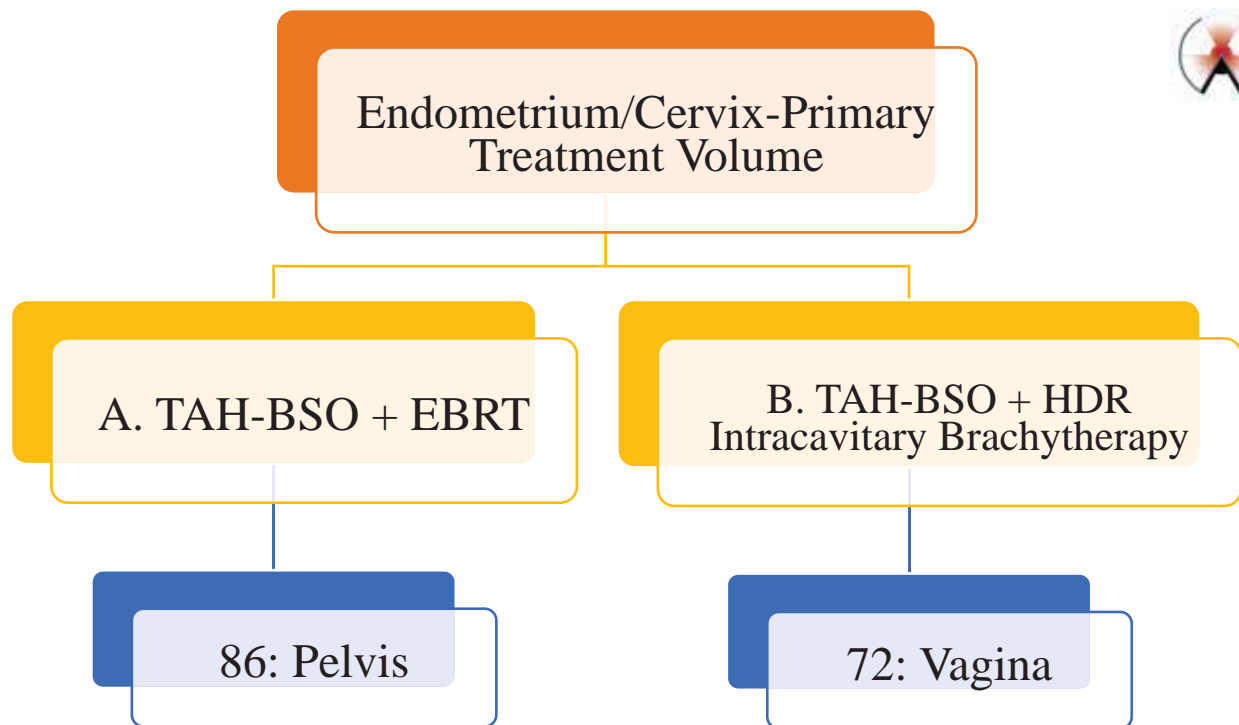 Endometrium/Cervix-Primary
Treatment Volume
A. TAH-BSO + EBRT
B. TAH-BSO + HDR
Intracavitary Brachytherapy
86: Pelvis
72: Vagina